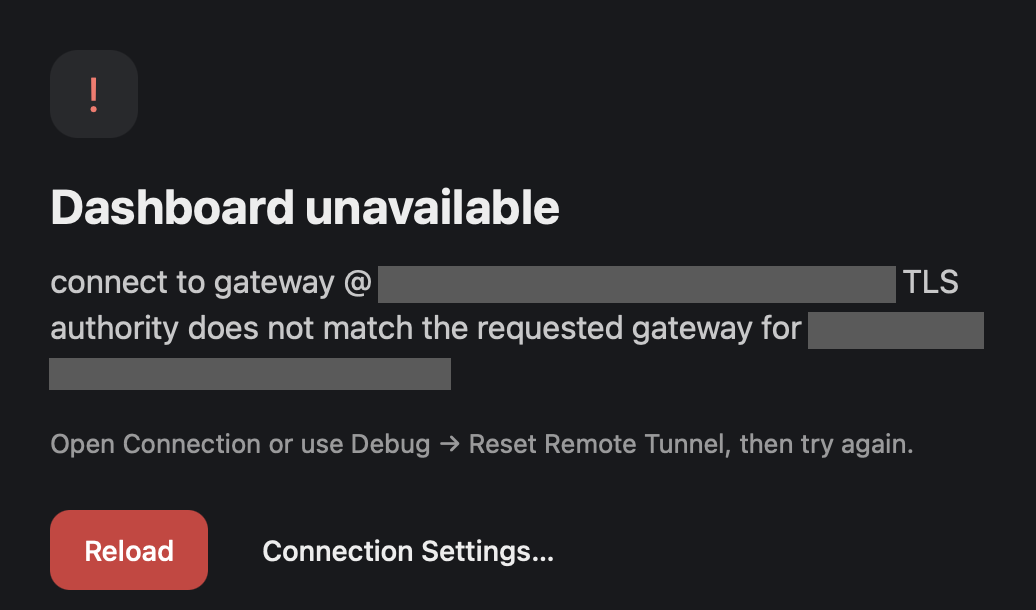 !
Dashboard unavailable
connect to gateway @ TLS
authority does not match the requested gateway for
Open Connection or use Debug → Reset Remote Tunnel, then try again.
Reload
Connection Settings...